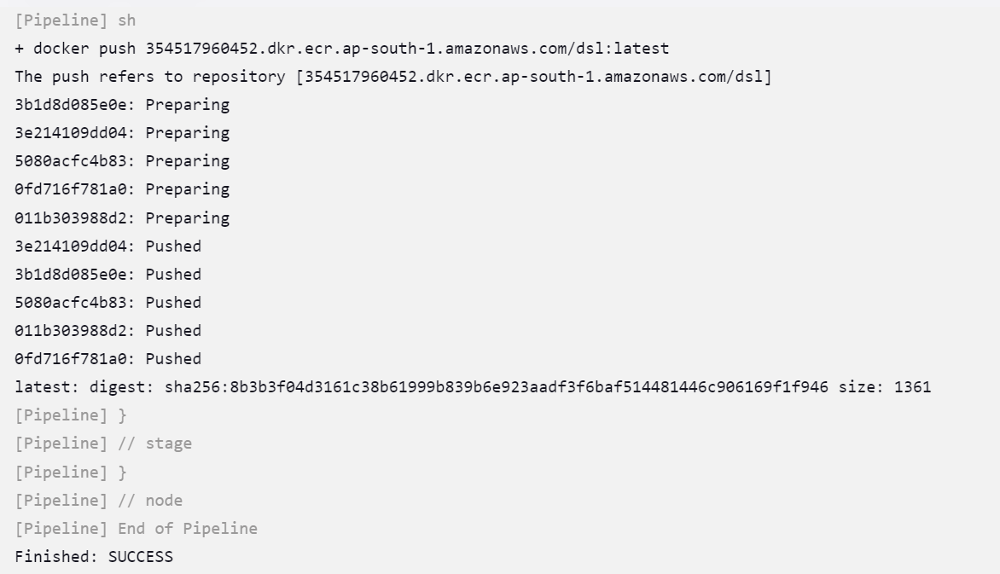 [Pipeline] sh
+ docker push 354517960452.dkr.ecr.ap-south-1.amazonaws.com/dsl:latest
The push refers to repository [354517960452.dkr.ecr.ap-south-1.amazonaws.com/dsl]
3b1d8d085e0e: Preparing
3e214109dd04: Preparing
5080acfc4b83: Preparing
0fd716f781a0: Preparing
011b303988d2: Preparing
3e214109dd04: Pushed
3b1d8d085e0e: Pushed
5080acfc4b83: Pushed
011b303988d2: Pushed
0fd716f781a0: Pushed
latest: digest: sha256:8b3b3f04d3161c38b61999b839b6e923aadf3f6baf514481446c906169f1f946 size: 1361
[Pipeline] }
[Pipeline] // stage
[Pipeline] }
[Pipeline] // node
[Pipeline] End of Pipeline
Finished: SUCCESS